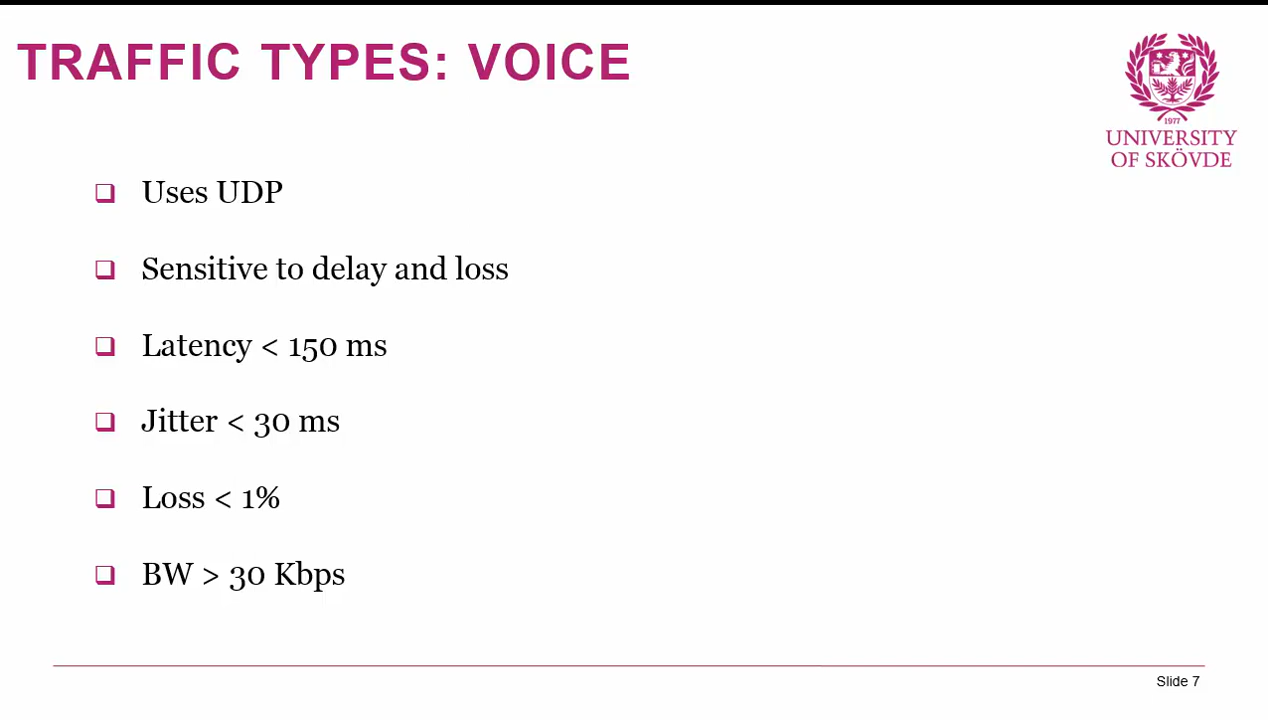 TRAFFIC TYPES: VOICE
1977
UNIVERSITY
OF SKÖVDE
Uses UDP
Sensitive to delay and loss
Latency < 150 ms
Jitter < 30 ms
Loss < 1%
BW > 30 Kbps
Slide 7